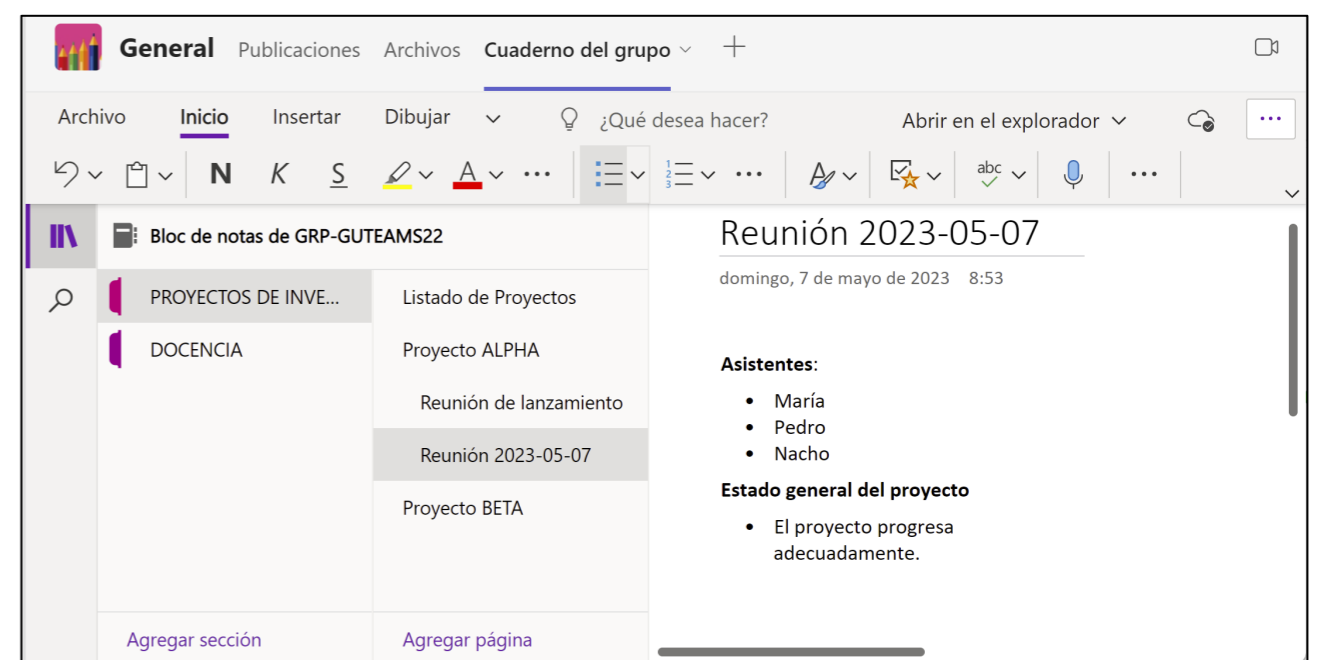 General Publicaciones Archivos Cuaderno del grupo
Archivo Inicio Insertar Dibujar ¿Qué desea hacer? Abrir en el explorador
N K S A abc
Bloc de notas de GRP-GUTEAMS22
PROYECTOS DE INVE...
DOCENCIA
Agregar sección
Listado de Proyectos
Proyecto ALPHA
Reunión de lanzamiento
Reunión 2023-05-07
Proyecto BETA
Agregar página
Reunión 2023-05-07
domingo, 7 de mayo de 2023 8:53
Asistentes:
• María
• Pedro
• Nacho
Estado general del proyecto
• El proyecto progresa
adecuadamente.